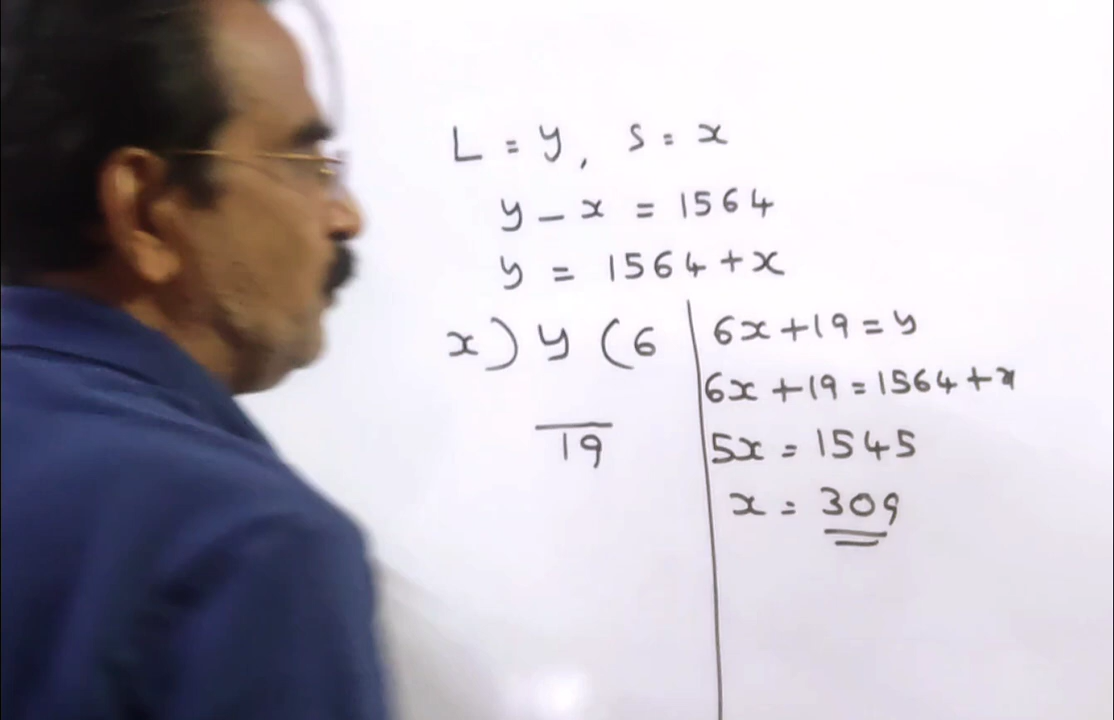 L = y, S = x
y - x = 1564
y = 1564 + x
x ) y ( 6
19
6x + 19 = y
6x + 19 = 1564 + x
5x = 1545
x = 309